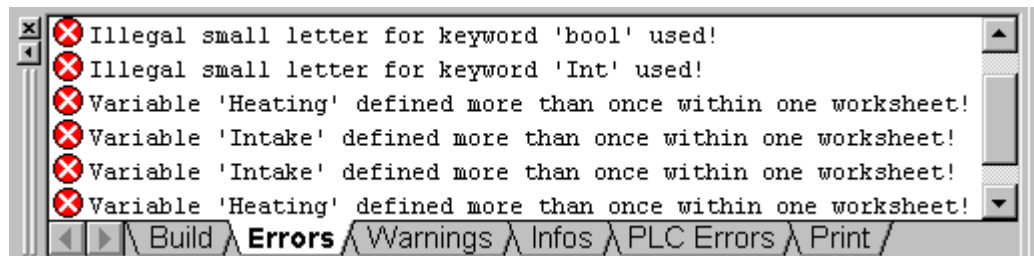 Illegal small letter for keyword 'bool' used!
Illegal small letter for keyword 'Int' used!
Variable 'Heating' defined more than once within one worksheet!
Variable 'Intake' defined more than once within one worksheet!
Variable 'Intake' defined more than once within one worksheet!
Variable 'Heating' defined more than once within one worksheet!
Build Errors Warnings Infos PLC Errors Print